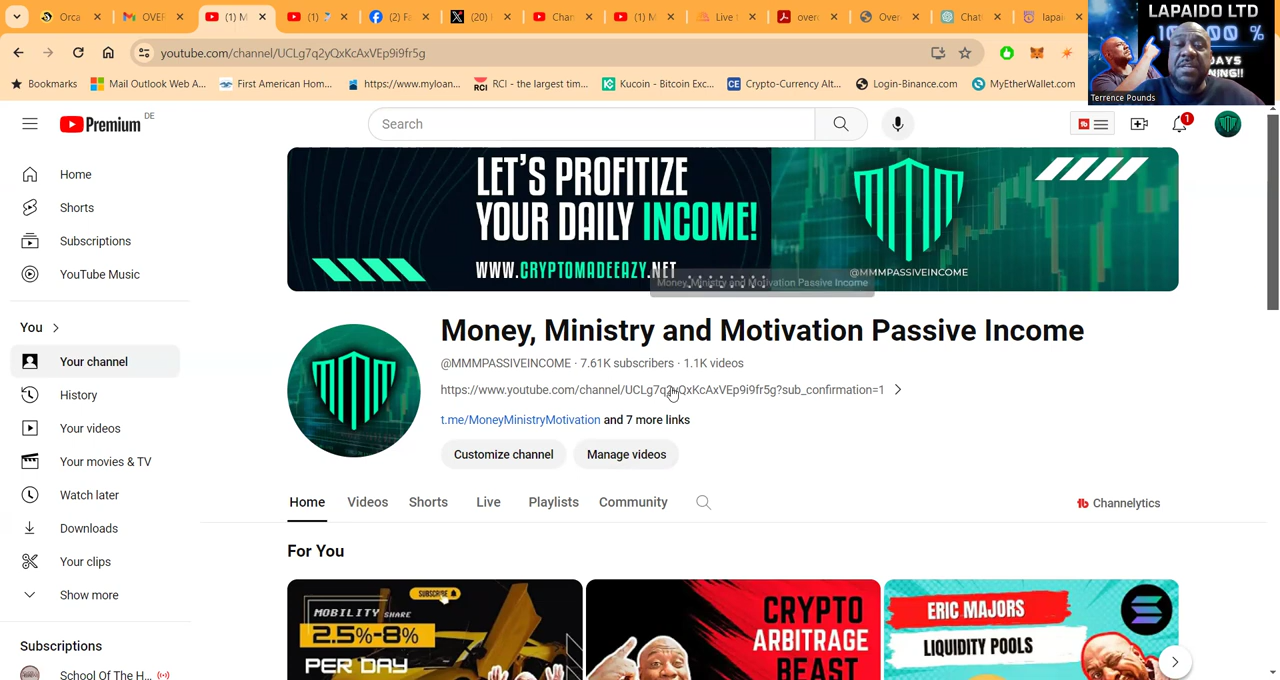 Orca
OVEF
(1) M
(1)
(2) Fa
(20)
Chan
(1) M
Live t
over
Over
Chat
lapai
LAPAIDO LTD
%
DAYS
Terrence Pounds
youtube.com/channel/UCLg7q2yQxKcAxVEp9i9fr5g
Bookmarks
Mail Outlook Web A...
First American Hom...
https://www.myloan...
RCI - the largest tim...
Kucoin - Bitcoin Exc...
Crypto-Currency Alt...
Login-Binance.com
MyEtherWallet.com
Premium DE
Search
1
Home
Shorts
Subscriptions
YouTube Music
You
Your channel
History
Your videos
Your movies & TV
Watch later
Downloads
Your clips
Show more
Subscriptions
School Of The H...
LET'S PROFITIZE
YOUR DAILY INCOME!
WWW.CRYPTOMADEEAZY.NET
@MMMPASSIVEINCOME
Money, Ministry and Motivation Passive Income
Money, Ministry and Motivation Passive Income
@MMMPASSIVEINCOME · 7.61K subscribers · 1.1K videos
https://www.youtube.com/channel/UCLg7q2yQxKcAxVEp9i9fr5g?sub_confirmation=1
t.me/MoneyMinistryMotivation and 7 more links
Customize channel
Manage videos
Home
Videos
Shorts
Live
Playlists
Community
Channelytics
For You
SUBSCRIBE
MOBILITY SHARE
2.5%-8%
PER DAY
CRYPTO
ARBITRAGE
BEAST
ERIC MAJORS
LIQUIDITY POOLS